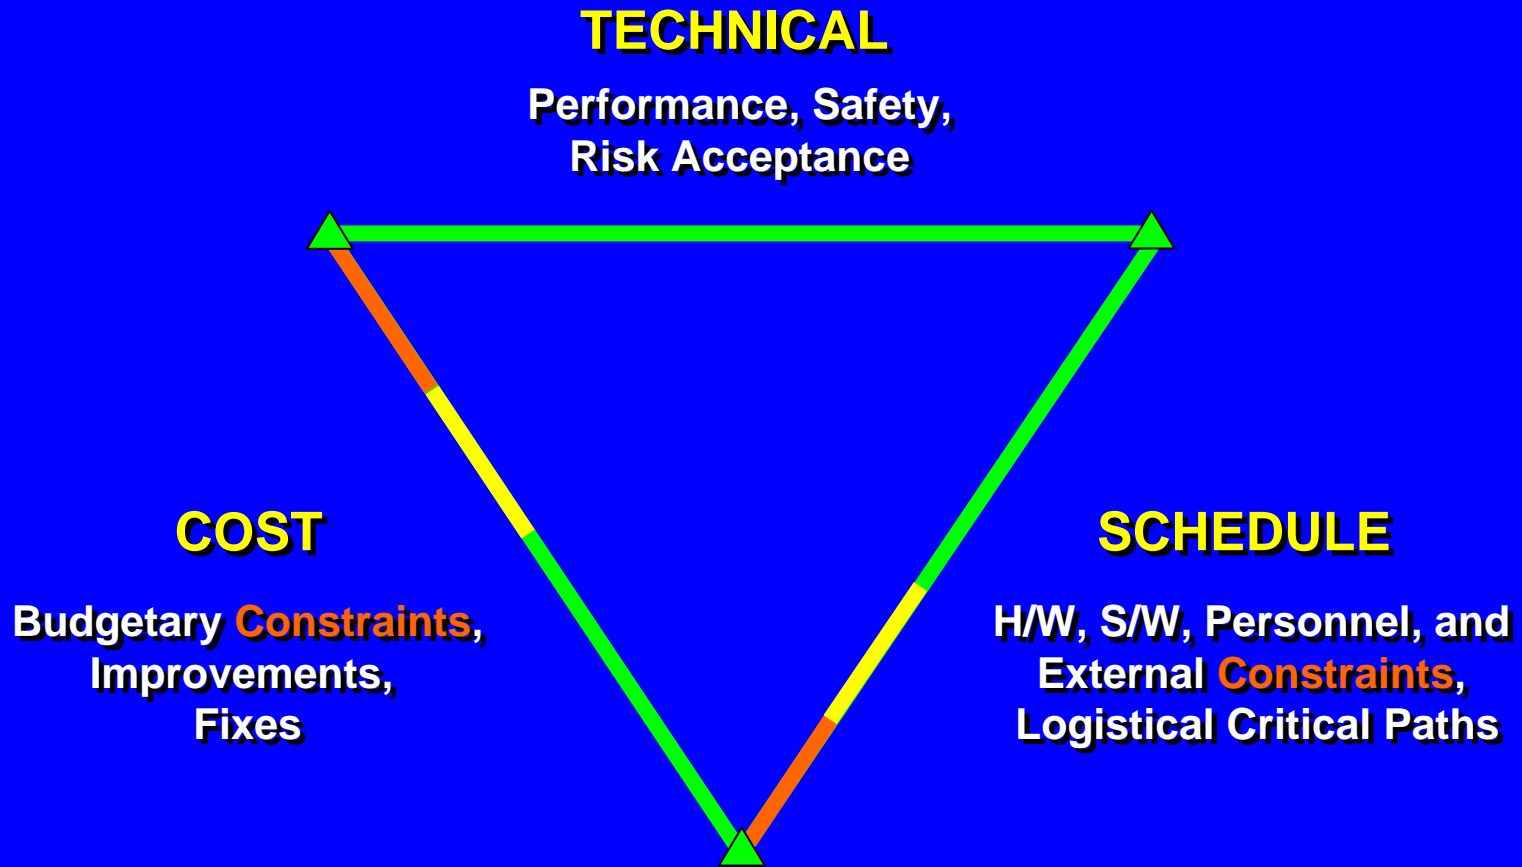 TECHNICAL
Performance, Safety,
Risk Acceptance
COST
Budgetary Constraints,
Improvements,
Fixes
SCHEDULE
H/W, S/W, Personnel, and
External Constraints,
Logistical Critical Paths